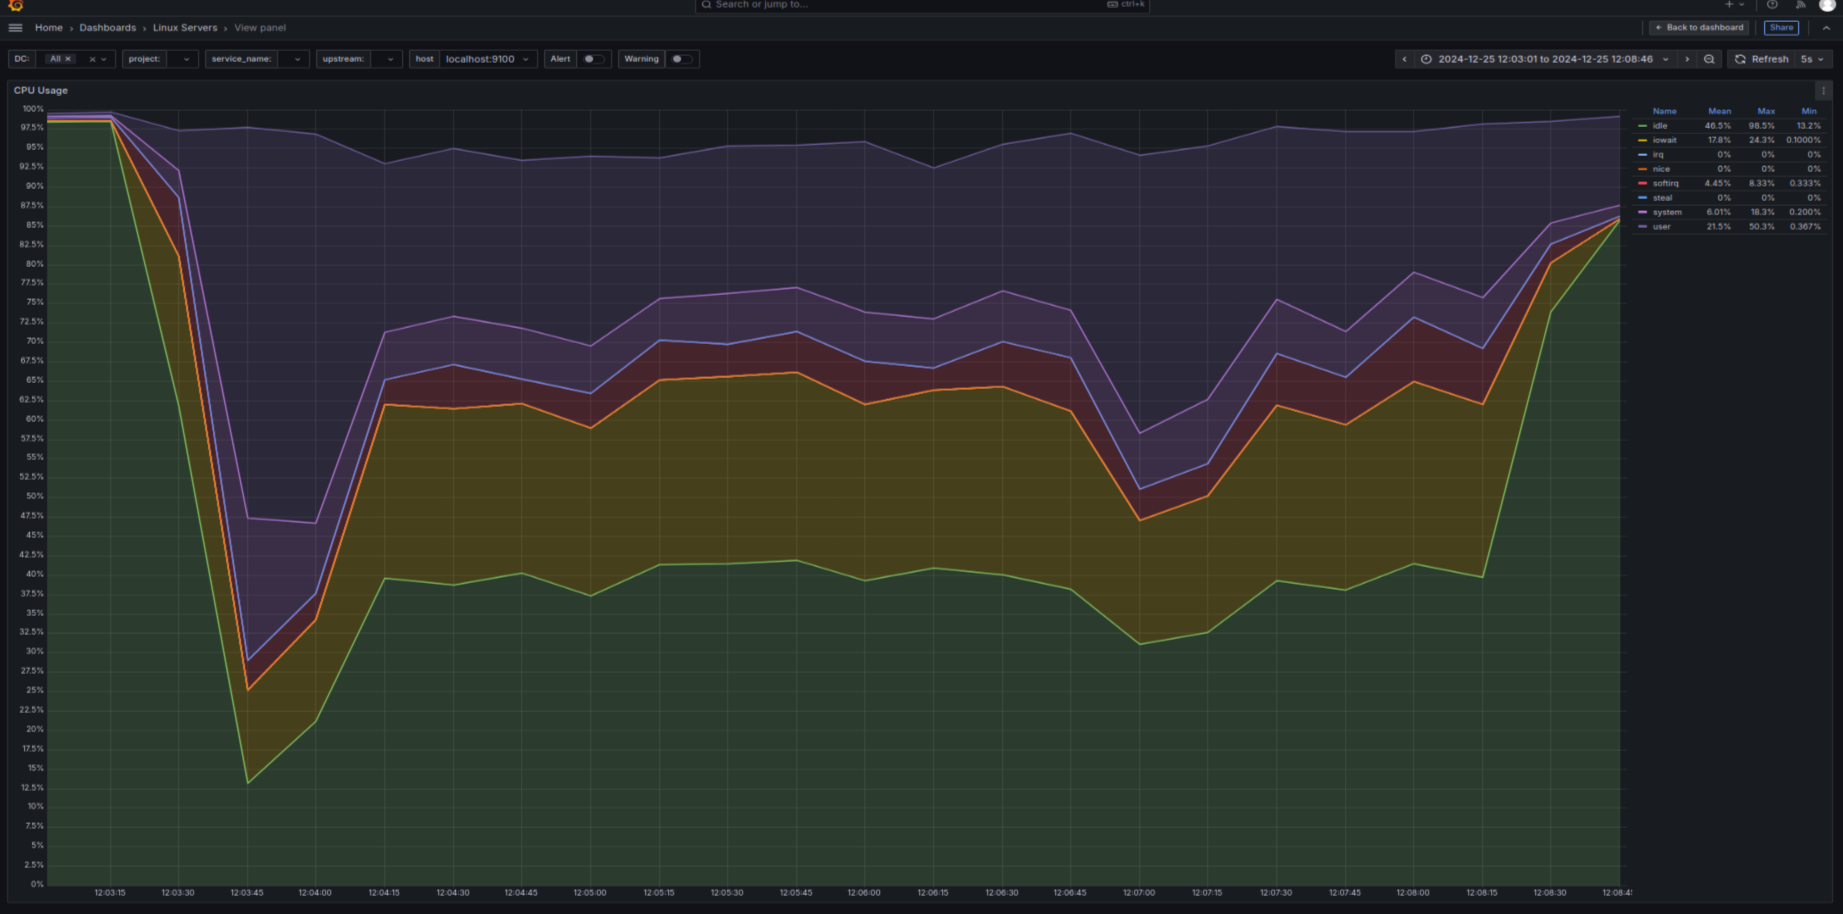 Search or jump to... ctrl+k
Home › Dashboards › Linux Servers › View panel
Back to dashboard Share
DC: All × × project: service_name: upstream: host localhost:9100 Alert Warning
2024-12-25 12:03:01 to 2024-12-25 12:08:46 Refresh 5s
CPU Usage
100%
97.5%
95%
92.5%
90%
87.5%
85%
82.5%
80%
77.5%
75%
72.5%
70%
67.5%
65%
62.5%
60%
57.5%
55%
52.5%
50%
47.5%
45%
42.5%
40%
37.5%
35%
32.5%
30%
27.5%
25%
22.5%
20%
17.5%
15%
12.5%
10%
7.5%
5%
2.5%
0%
12:03:15 12:03:30 12:03:45 12:04:00 12:04:15 12:04:30 12:04:45 12:05:00 12:05:15 12:05:30 12:05:45 12:06:00 12:06:15 12:06:30 12:06:45 12:07:00 12:07:15 12:07:30 12:07:45 12:08:00 12:08:15 12:08:30 12:08:4
Name Mean Max Min
idle 46.5% 98.5% 13.2%
iowait 17.8% 24.3% 0.1000%
irq 0% 0% 0%
nice 0% 0% 0%
softirq 4.45% 8.33% 0.333%
steal 0% 0% 0%
system 6.01% 18.3% 0.200%
user 21.5% 50.3% 0.367%